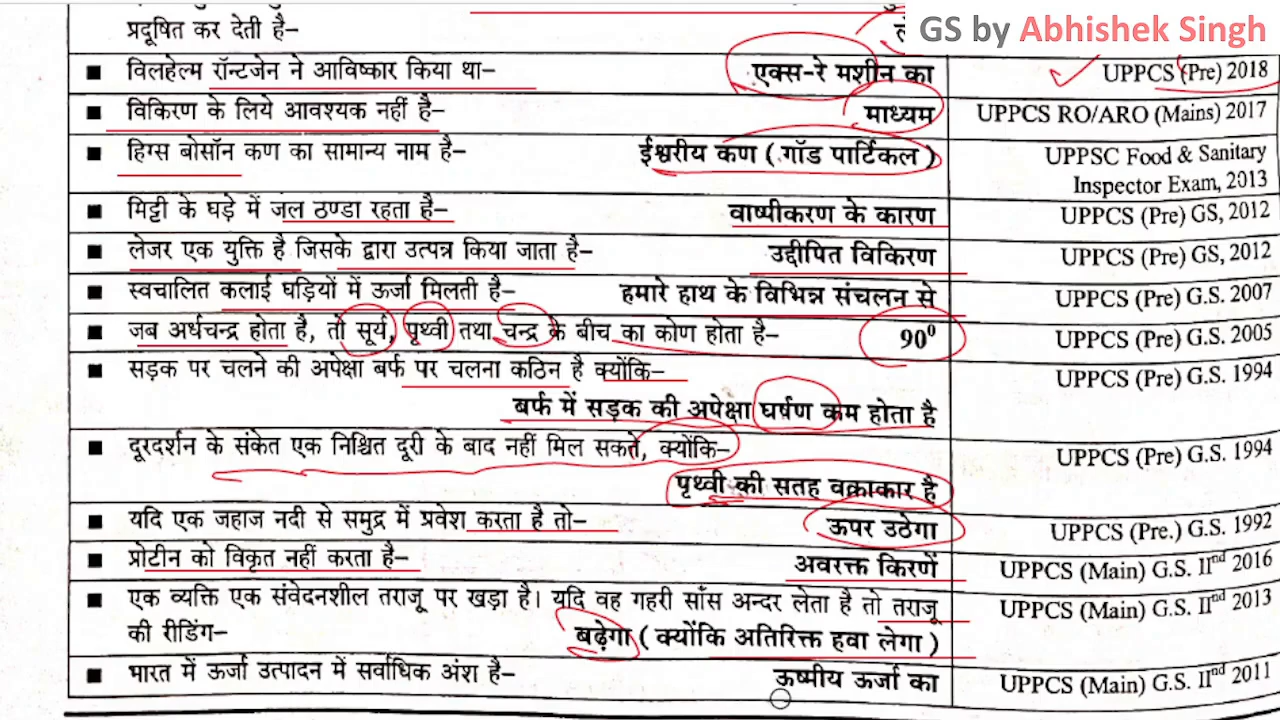 GS by Abhishek Singh
प्रदूषित कर देती है–
■ विलहेल्म रॉन्टजेन ने आविष्कार किया था– एक्स-रे मशीन का UPPCS (Pre) 2018
■ विकिरण के लिये आवश्यक नहीं है– माध्यम UPPCS RO/ARO (Mains) 2017
■ हिग्स बोसॉन कण का सामान्य नाम है– ईश्वरीय कण ( गॉड पार्टिकल ) UPPSC Food & Sanitary
Inspector Exam, 2013
■ मिट्टी के घड़े में जल ठण्डा रहता है– वाष्पीकरण के कारण UPPCS (Pre) GS, 2012
■ लेजर एक युक्ति है जिसके द्वारा उत्पन्न किया जाता है– उद्दीपित विकिरण UPPCS (Pre) GS, 2012
■ स्वचालित कलाई घड़ियों में ऊर्जा मिलती है– हमारे हाथ के विभिन्न संचलन से UPPCS (Pre) G.S. 2007
■ जब अर्धचन्द्र होता है, तो सूर्य, पृथ्वी तथा चन्द्र के बीच का कोण होता है– 90⁰ UPPCS (Pre) G.S. 2005
■ सड़क पर चलने की अपेक्षा बर्फ पर चलना कठिन है क्योंकि– UPPCS (Pre) G.S. 1994
बर्फ में सड़क की अपेक्षा घर्षण कम होता है
■ दूरदर्शन के संकेत एक निश्चित दूरी के बाद नहीं मिल सकते, क्योंकि– UPPCS (Pre) G.S. 1994
पृथ्वी की सतह वक्राकार है
■ यदि एक जहाज नदी से समुद्र में प्रवेश करता है तो– ऊपर उठेगा UPPCS (Pre.) G.S. 1992
■ प्रोटीन को विकृत नहीं करता है– अवरक्त किरणें UPPCS (Main) G.S. IInd 2016
■ एक व्यक्ति एक संवेदनशील तराजू पर खड़ा है। यदि वह गहरी साँस अन्दर लेता है तो तराजू UPPCS (Main) G.S. IInd 2013
की रीडिंग– बढ़ेगा ( क्योंकि अतिरिक्त हवा लेगा )
■ भारत में ऊर्जा उत्पादन में सर्वाधिक अंश है– ऊष्मीय ऊर्जा का UPPCS (Main) G.S. IInd 2011